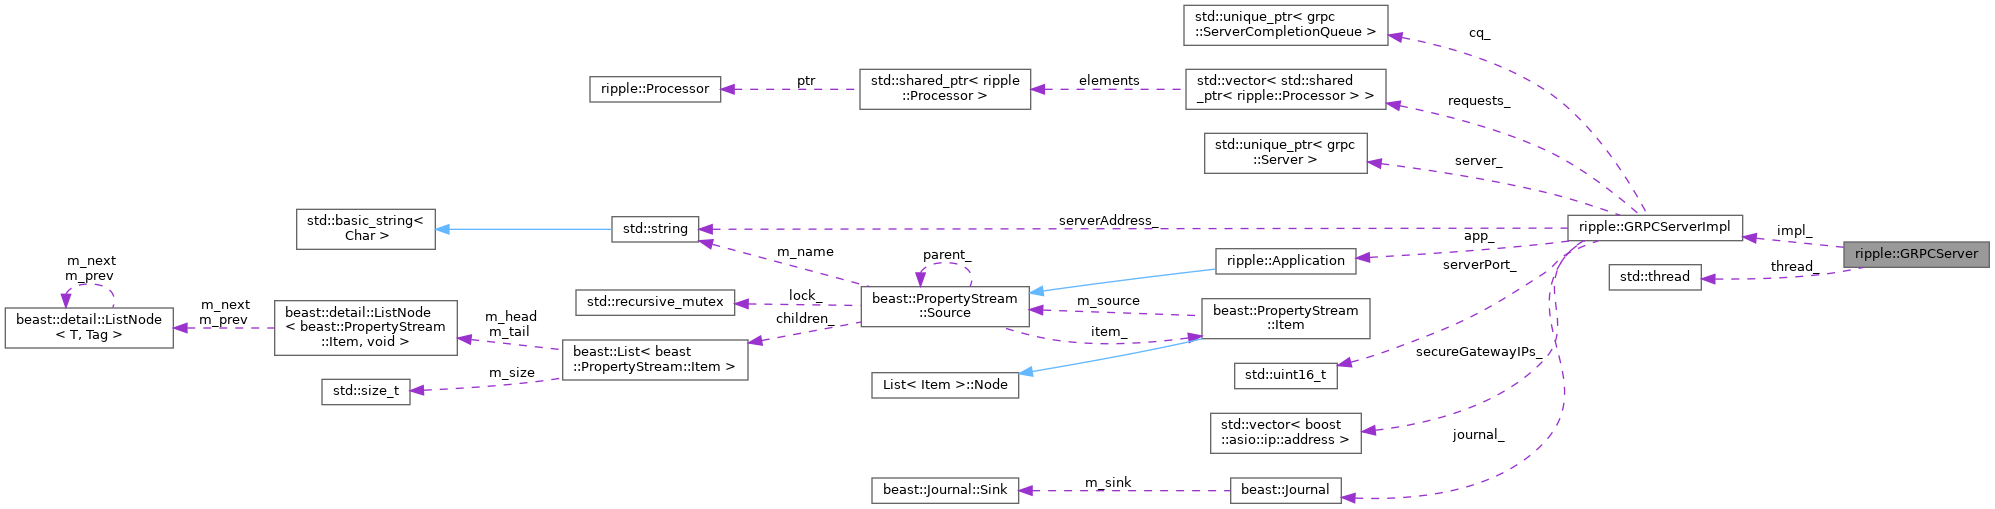 std::unique_ptr< grpc
::ServerCompletionQueue >
cq_
ripple::Processor
ptr
std::shared_ptr< ripple
::Processor >
elements
std::vector< std::shared
_ptr< ripple::Processor > >
requests_
std::unique_ptr< grpc
::Server >
server_
std::basic_string<
Char >
std::string
serverAddress_
ripple::GRPCServerImpl
impl_
ripple::GRPCServer
app_
m_name
parent_
ripple::Application
serverPort_
std::thread
thread_
m_next
m_prev
std::recursive_mutex
lock_
beast::PropertyStream
::Source
m_source
beast::PropertyStream
::Item
beast::detail::ListNode
< T, Tag >
m_next
m_prev
beast::detail::ListNode
< beast::PropertyStream
::Item, void >
m_head
m_tail
children_
item_
beast::List< beast
::PropertyStream::Item >
std::size_t
m_size
List< Item >::Node
secureGatewayIPs_
std::uint16_t
std::vector< boost
::asio::ip::address >
journal_
beast::Journal::Sink
m_sink
beast::Journal